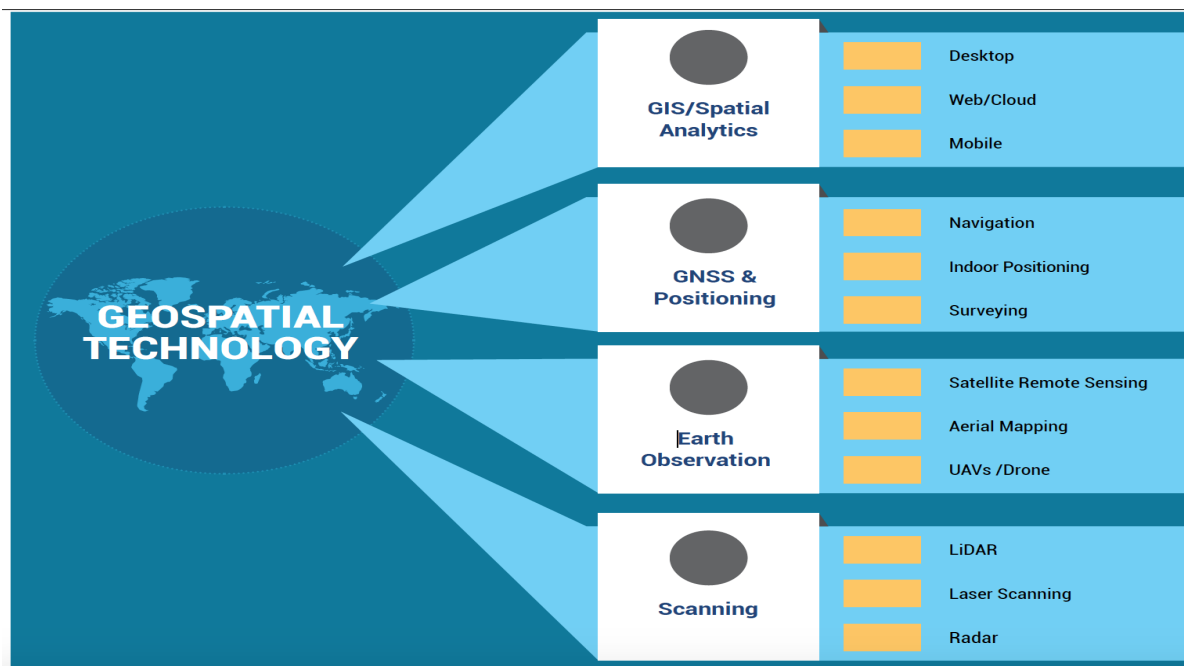 GEOSPATIAL
TECHNOLOGY
GIS/Spatial
Analytics
Desktop
Web/Cloud
Mobile
GNSS &
Positioning
Navigation
Indoor Positioning
Surveying
Earth
Observation
Satellite Remote Sensing
Aerial Mapping
UAVs /Drone
Scanning
LiDAR
Laser Scanning
Radar